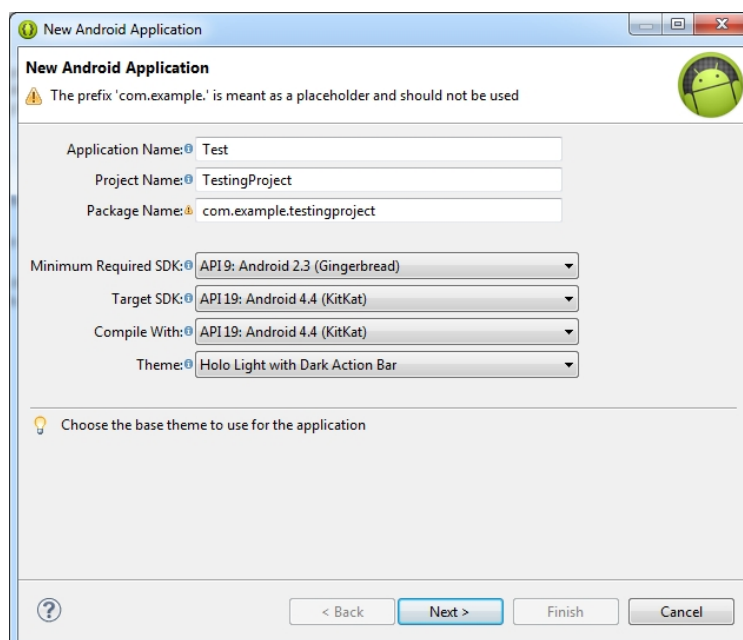 New Android Application
New Android Application
The prefix 'com.example.' is meant as a placeholder and should not be used
Application Name: Test
Project Name: TestingProject
Package Name: com.example.testingproject
Minimum Required SDK: API 9: Android 2.3 (Gingerbread)
Target SDK: API 19: Android 4.4 (KitKat)
Compile With: API 19: Android 4.4 (KitKat)
Theme: Holo Light with Dark Action Bar
Choose the base theme to use for the application
? < Back Next > Finish Cancel